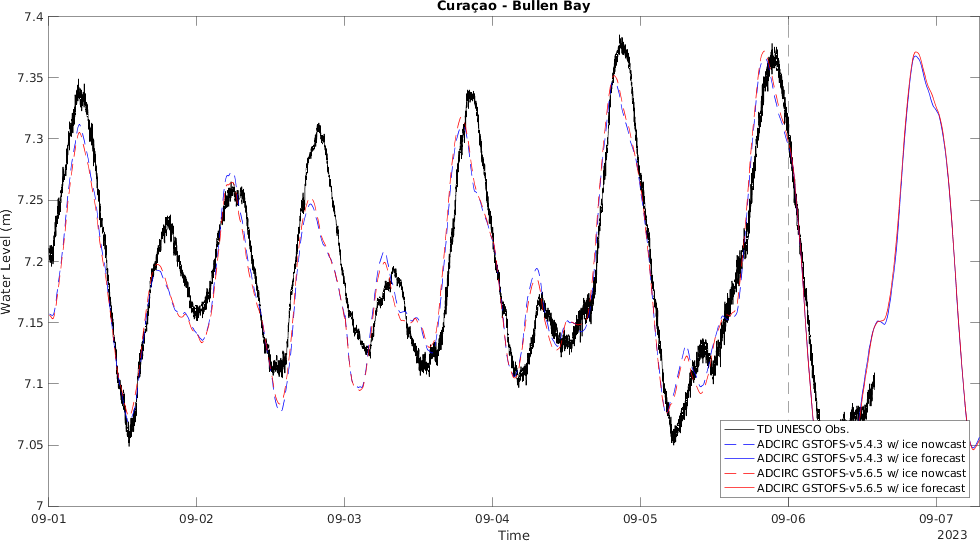 Curaçao - Bullen Bay
7.4
7.35
7.3
7.25
7.2
7.15
7.1
7.05
7
Water Level (m)
TD UNESCO Obs.
ADCIRC GSTOFS-v5.4.3 w/ ice nowcast
ADCIRC GSTOFS-v5.4.3 w/ ice forecast
ADCIRC GSTOFS-v5.6.5 w/ ice nowcast
ADCIRC GSTOFS-v5.6.5 w/ ice forecast
09-01 09-02 09-03 09-04 09-05 09-06 09-07
Time
2023